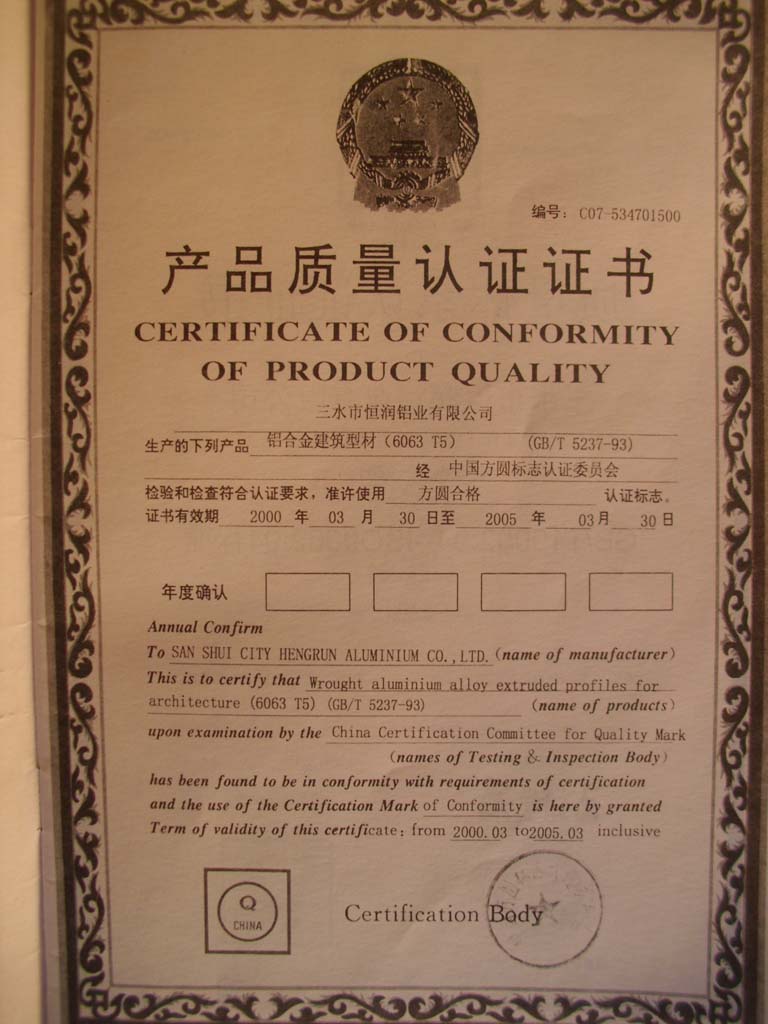 编号: C07-534701500
产品质量认证证书
CERTIFICATE OF CONFORMITY
OF PRODUCT QUALITY
三水市恒润铝业有限公司
生产的下列产品 铝合金建筑型材(6063 T5) (GB/T 5237-93)
经 中国方圆标志认证委员会
检验和检查符合认证要求,准许使用 方圆合格 认证标志。
证书有效期 2000 年 03 月 30 日至 2005 年 03月 30日
年度确认
Annual Confirm
To SAN SHUI CITY HENGRUN ALUMINIUM CO.,LTD. (name of manufacturer)
This is to certify that Wrought aluminium alloy extruded profiles for
architecture (6063 T5) (GB/T 5237-93) (name of products)
upon examination by the China Certification Committee for Quality Mark
(names of Testing & Inspection Body)
has been found to be in conformity with requirements of certification
and the use of the Certification Mark of Conformity is here by granted
Term of validity of this certificate: from 2000.03 to2005.03 inclusive
Q
CHINA
Certification Body